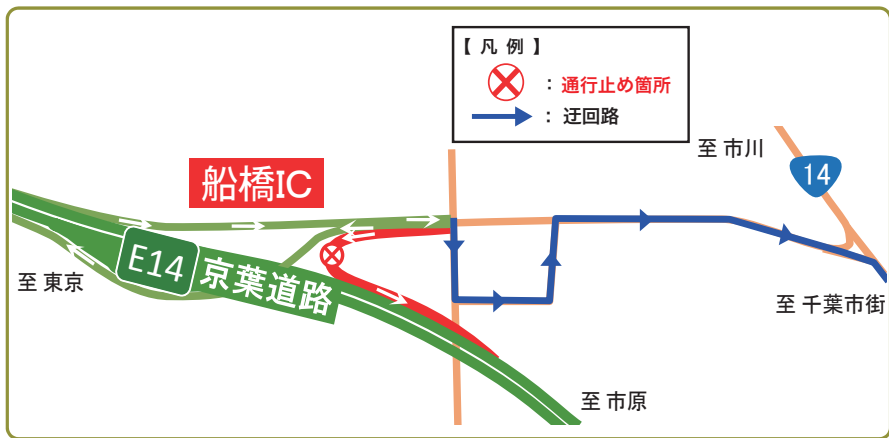 【 凡 例 】
: 通行止め箇所
: 迂回路
至 市川
14
船橋IC
E14
京葉道路
至 東京
至 千葉市街
至 市原